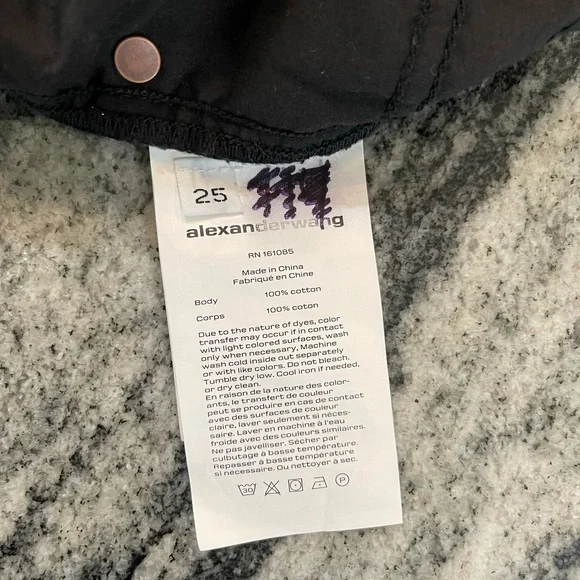 25
alexanderwang
RN 161085
Made in China
Fabriqué en Chine
Body 100% cotton
Corps 100% coton
Due to the nature of dyes, color
transfer may occur if in contact
with light colored surfaces, wash
only when necessary, Machine
wash cold inside out separately
or with like colors. Do not bleach.
Tumble dry low. Cool iron if needed,
or dry clean.
En raison de la nature des color-
ants, le transfert de couleur
peut se produire en cas de contact
avec des surfaces de couleur
claire, laver seulement si néces-
saire. Laver en machine à l'eau
froide avec des couleurs similaires.
Ne pas javelliser. Sécher par
culbutage à basse température.
Repasser à basse température
si nécessaire. Ou nettoyer à sec.
30 P